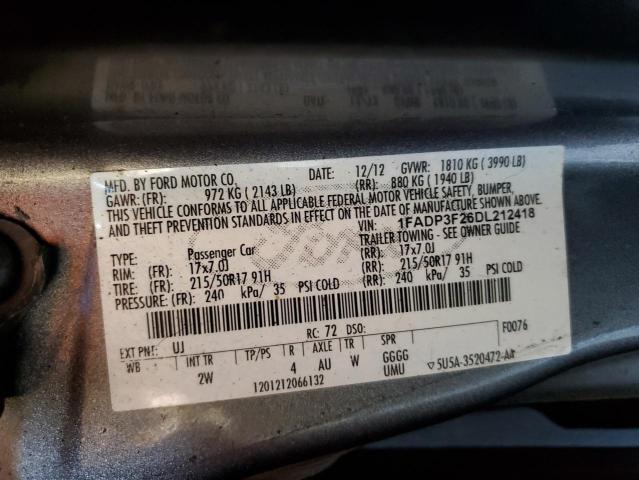 MFD. BY FORD MOTOR CO.
DATE: 12/12 GVWR: 1810 KG ( 3990 LB)
GAWR: (FR): 972 KG ( 2143 LB) (RR): 880 KG ( 1940 LB)
THIS VEHICLE CONFORMS TO ALL APPLICABLE FEDERAL MOTOR VEHICLE SAFETY, BUMPER,
AND THEFT PREVENTION STANDARDS IN EFFECT ON THE DATE OF MANUFACTURE SHOWN ABOVE.
VIN: 1FADP3F26DL212418
TYPE: Passenger Car TRAILER TOWING - SEE OWNER GUIDE
RIM: (FR): 17x7.0J (RR): 17x7.0J
TIRE: (FR): 215/50R17 91H (RR): 215/50R17 91H
PRESSURE: (FR) 240 kPa/ 35 PSI COLD (RR): 240 kPa/ 35 PSI COLD
RC: 72 DSO: F0076
EXT PNT: UJ
WB INT TR TP/PS R AXLE TR SPR
2W 4 AU W GGGG
UMU
1201212066132
5U5A-3520472-AA